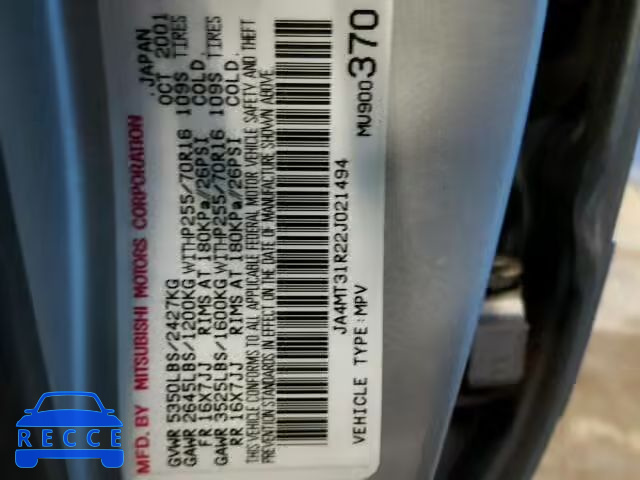 MFD. BY MITSUBISHI MOTORS CORPORATION JAPAN
GVWR 5350LBS/2427KG OCT 2001
GAWR 2645LBS/1200KG WITH P255/70R16 109S TIRES
FR 16X7JJ RIMS AT 180KPa/26PSI COLD.
GAWR 3525LBS/1600KG WITH P255/70R16 109S TIRES
RR 16X7JJ RIMS AT 180KPa/26PSI COLD.
THIS VEHICLE CONFORMS TO ALL APPLICABLE FEDERAL MOTOR VEHICLE SAFETY AND THEFT
PREVENTION STANDARDS IN EFFECT ON THE DATE OF MANUFACTURE SHOWN ABOVE.
JA4MT31R22J021494
VEHICLE TYPE:MPV MU900370
RECCE